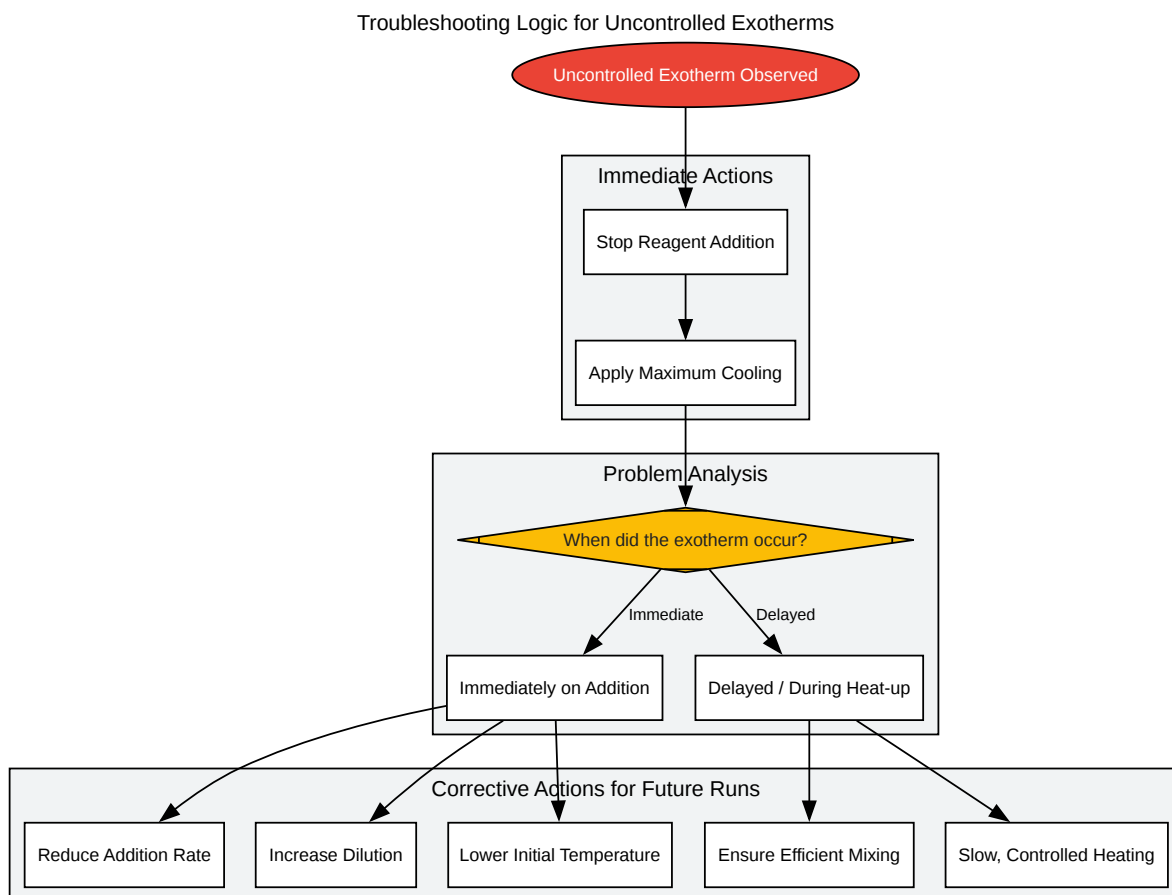 Troubleshooting Logic for Uncontrolled Exotherms
Uncontrolled Exotherm Observed
Immediate Actions
Stop Reagent Addition
Apply Maximum Cooling
Problem Analysis
When did the exotherm occur?
Immediate
Delayed
Immediately on Addition
Delayed / During Heat-up
Corrective Actions for Future Runs
Reduce Addition Rate
Increase Dilution
Lower Initial Temperature
Ensure Efficient Mixing
Slow, Controlled Heating